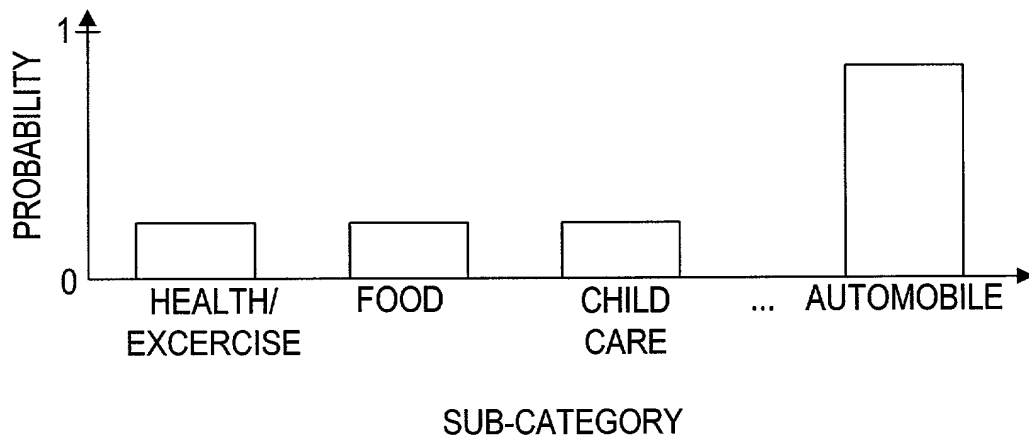 1
PROBABILITY
0
HEALTH/
EXCERCISE
FOOD
CHILD
CARE
...
AUTOMOBILE
SUB-CATEGORY